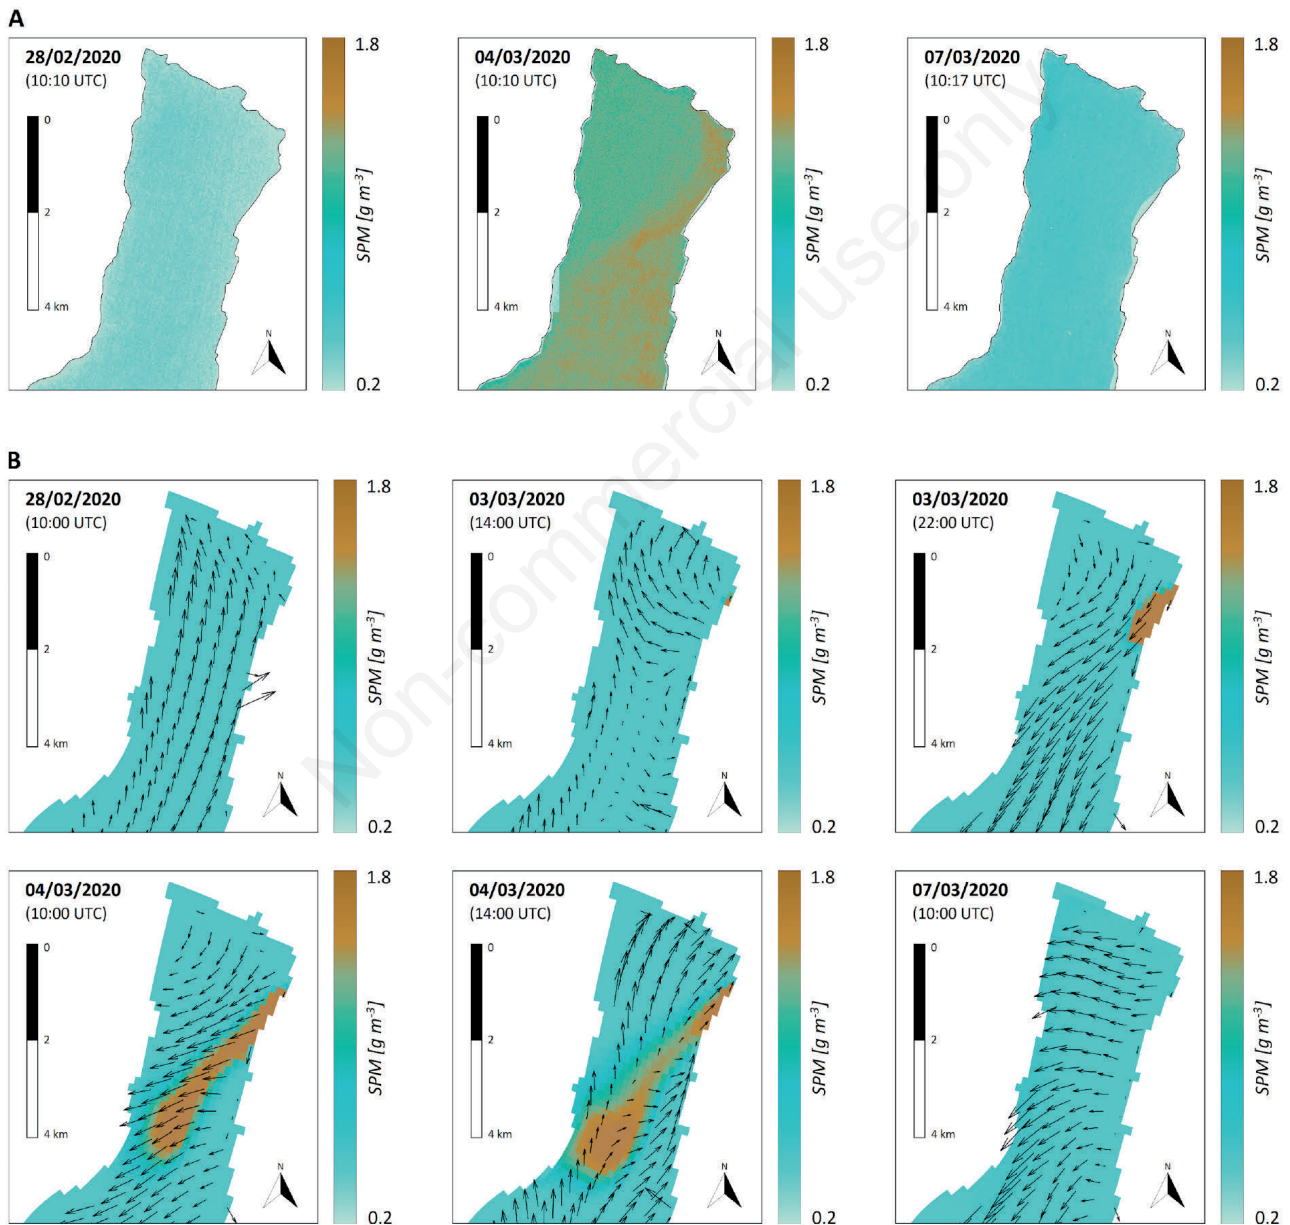 A
28/02/2020
(10:10 UTC)
0
2
4 km
N
1.8
SPM [g m⁻³]
0.2
04/03/2020
(10:10 UTC)
0
2
4 km
N
1.8
SPM [g m⁻³]
0.2
07/03/2020
(10:17 UTC)
0
2
4 km
N
1.8
SPM [g m⁻³]
0.2
B
28/02/2020
(10:00 UTC)
0
2
4 km
N
1.8
SPM [g m⁻³]
0.2
03/03/2020
(14:00 UTC)
0
2
4 km
N
1.8
SPM [g m⁻³]
0.2
03/03/2020
(22:00 UTC)
0
2
4 km
N
1.8
SPM [g m⁻³]
0.2
04/03/2020
(10:00 UTC)
0
2
4 km
N
1.8
SPM [g m⁻³]
0.2
04/03/2020
(14:00 UTC)
0
2
4 km
N
1.8
SPM [g m⁻³]
0.2
07/03/2020
(10:00 UTC)
0
2
4 km
N
1.8
SPM [g m⁻³]
0.2
Non-commercial use only